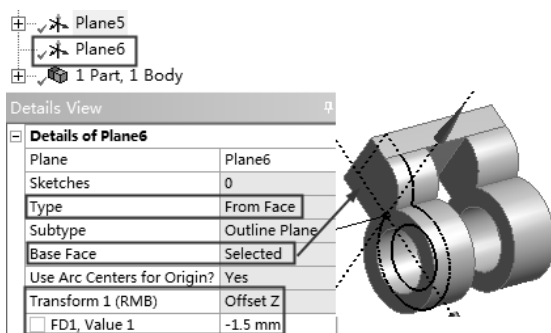 Plane5
Plane6
1 Part, 1 Body
Details View
Details of Plane6
Plane Plane6
Sketches 0
Type From Face
Subtype Outline Plane
Base Face Selected
Use Arc Centers for Origin? Yes
Transform 1 (RMB) Offset Z
FD1, Value 1 -1.5 mm